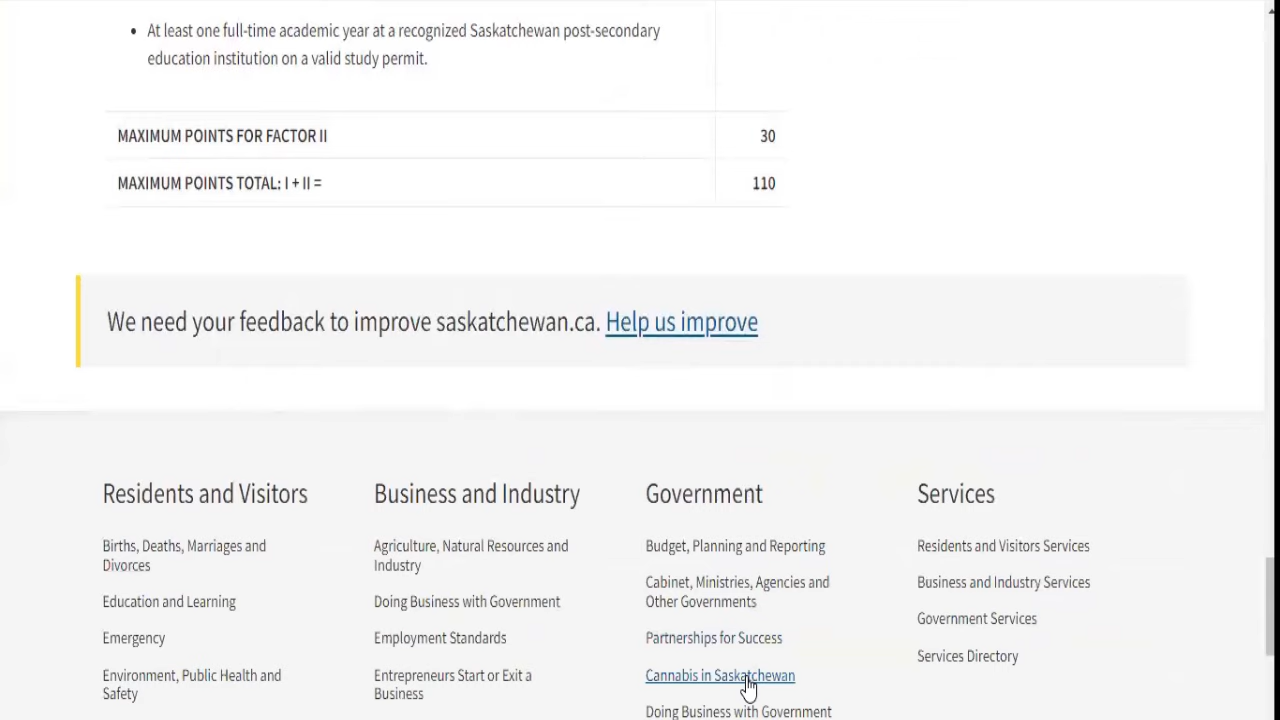 • At least one full-time academic year at a recognized Saskatchewan post-secondary
education institution on a valid study permit.
MAXIMUM POINTS FOR FACTOR II 30
MAXIMUM POINTS TOTAL: I + II = 110
We need your feedback to improve saskatchewan.ca. Help us improve
Residents and Visitors
Births, Deaths, Marriages and
Divorces
Education and Learning
Emergency
Environment, Public Health and
Safety
Business and Industry
Agriculture, Natural Resources and
Industry
Doing Business with Government
Employment Standards
Entrepreneurs Start or Exit a
Business
Government
Budget, Planning and Reporting
Cabinet, Ministries, Agencies and
Other Governments
Partnerships for Success
Cannabis in Saskatchewan
Doing Business with Government
Services
Residents and Visitors Services
Business and Industry Services
Government Services
Services Directory